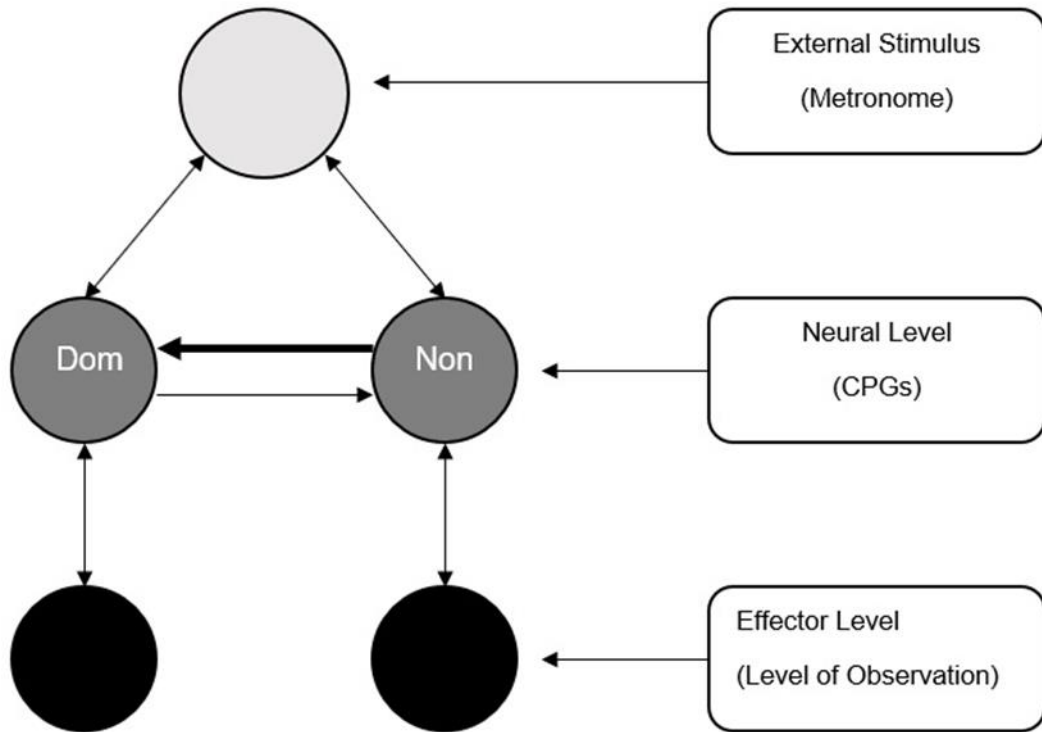 External Stimulus
(Metronome)
Dom
Non
Neural Level
(CPGs)
Effector Level
(Level of Observation)